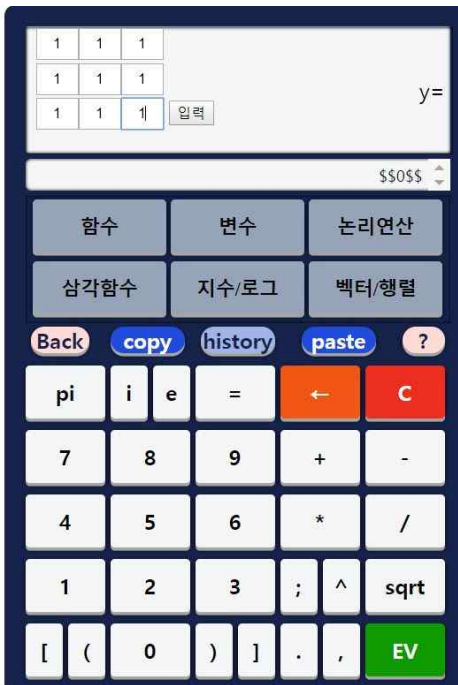 1 1 1
1 1 1
y=
1 1 1 입력
$$0$$
함수 변수 논리연산
삼각함수 지수/로그 벡터/행렬
Back copy history paste ?
pi i e = ← C
7 8 9 + -
4 5 6 * /
1 2 3 ; ^ sqrt
[ ( 0 ) ] . , EV